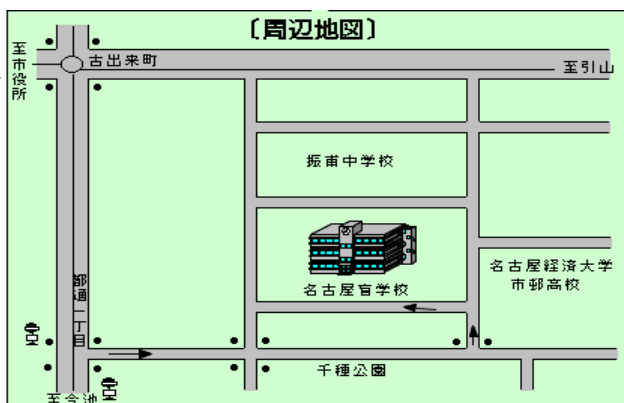 〔周辺地図〕
至市役所
古出来町
至引山
振甫中学校
名古屋盲学校
名古屋経済大学
市邨高校
都通一丁目
千種公園
至今池